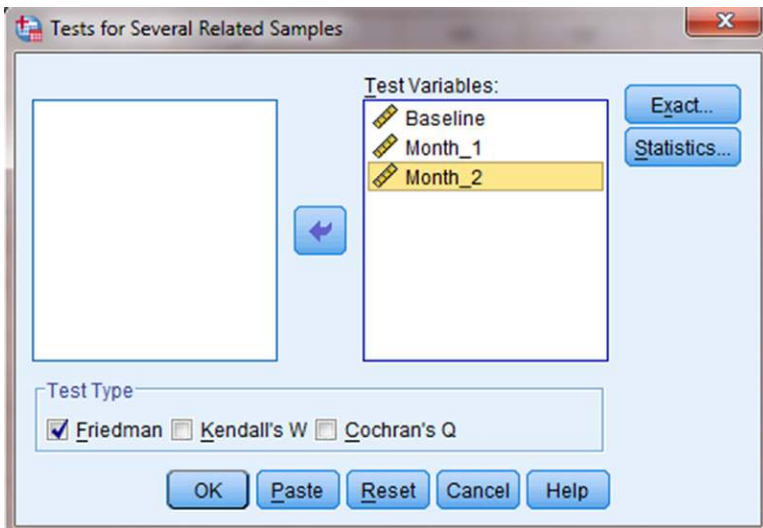 Tests for Several Related Samples
Test Variables:
Baseline
Month_1
Month_2
Exact...
Statistics...
Test Type
Friedman Kendall's W Cochran's Q
OK Paste Reset Cancel Help